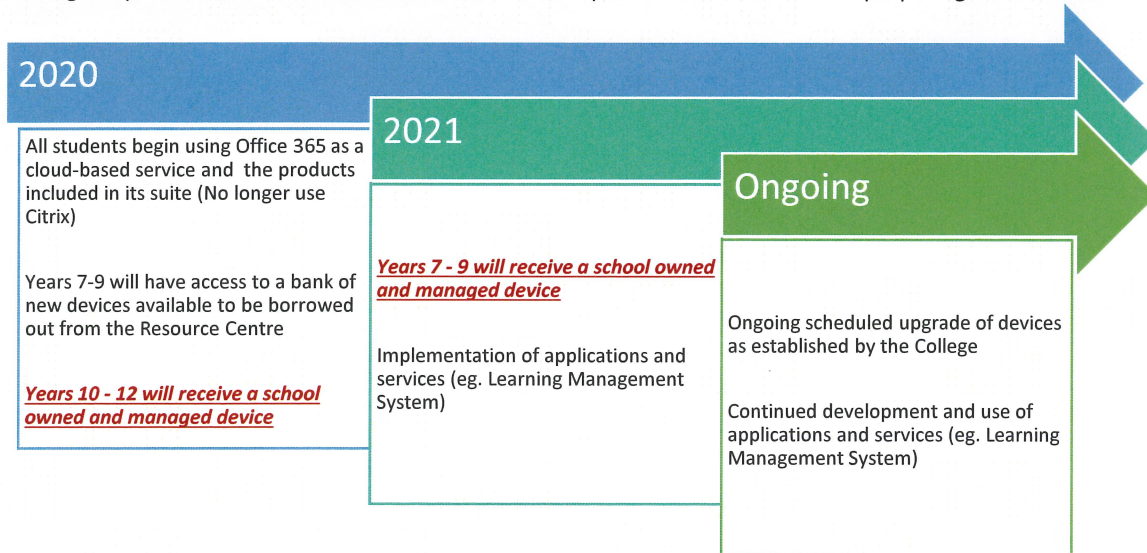 2020
All students begin using Office 365 as a
cloud-based service and the products
included in its suite (No longer use
Citrix)
Years 7-9 will have access to a bank of
new devices available to be borrowed
out from the Resource Centre
Years 10 - 12 will receive a school
owned and managed device
2021
Years 7 - 9 will receive a school owned
and managed device
Implementation of applications and
services (eg. Learning Management
System)
Ongoing
Ongoing scheduled upgrade of devices
as established by the College
Continued development and use of
applications and services (eg. Learning
Management System)